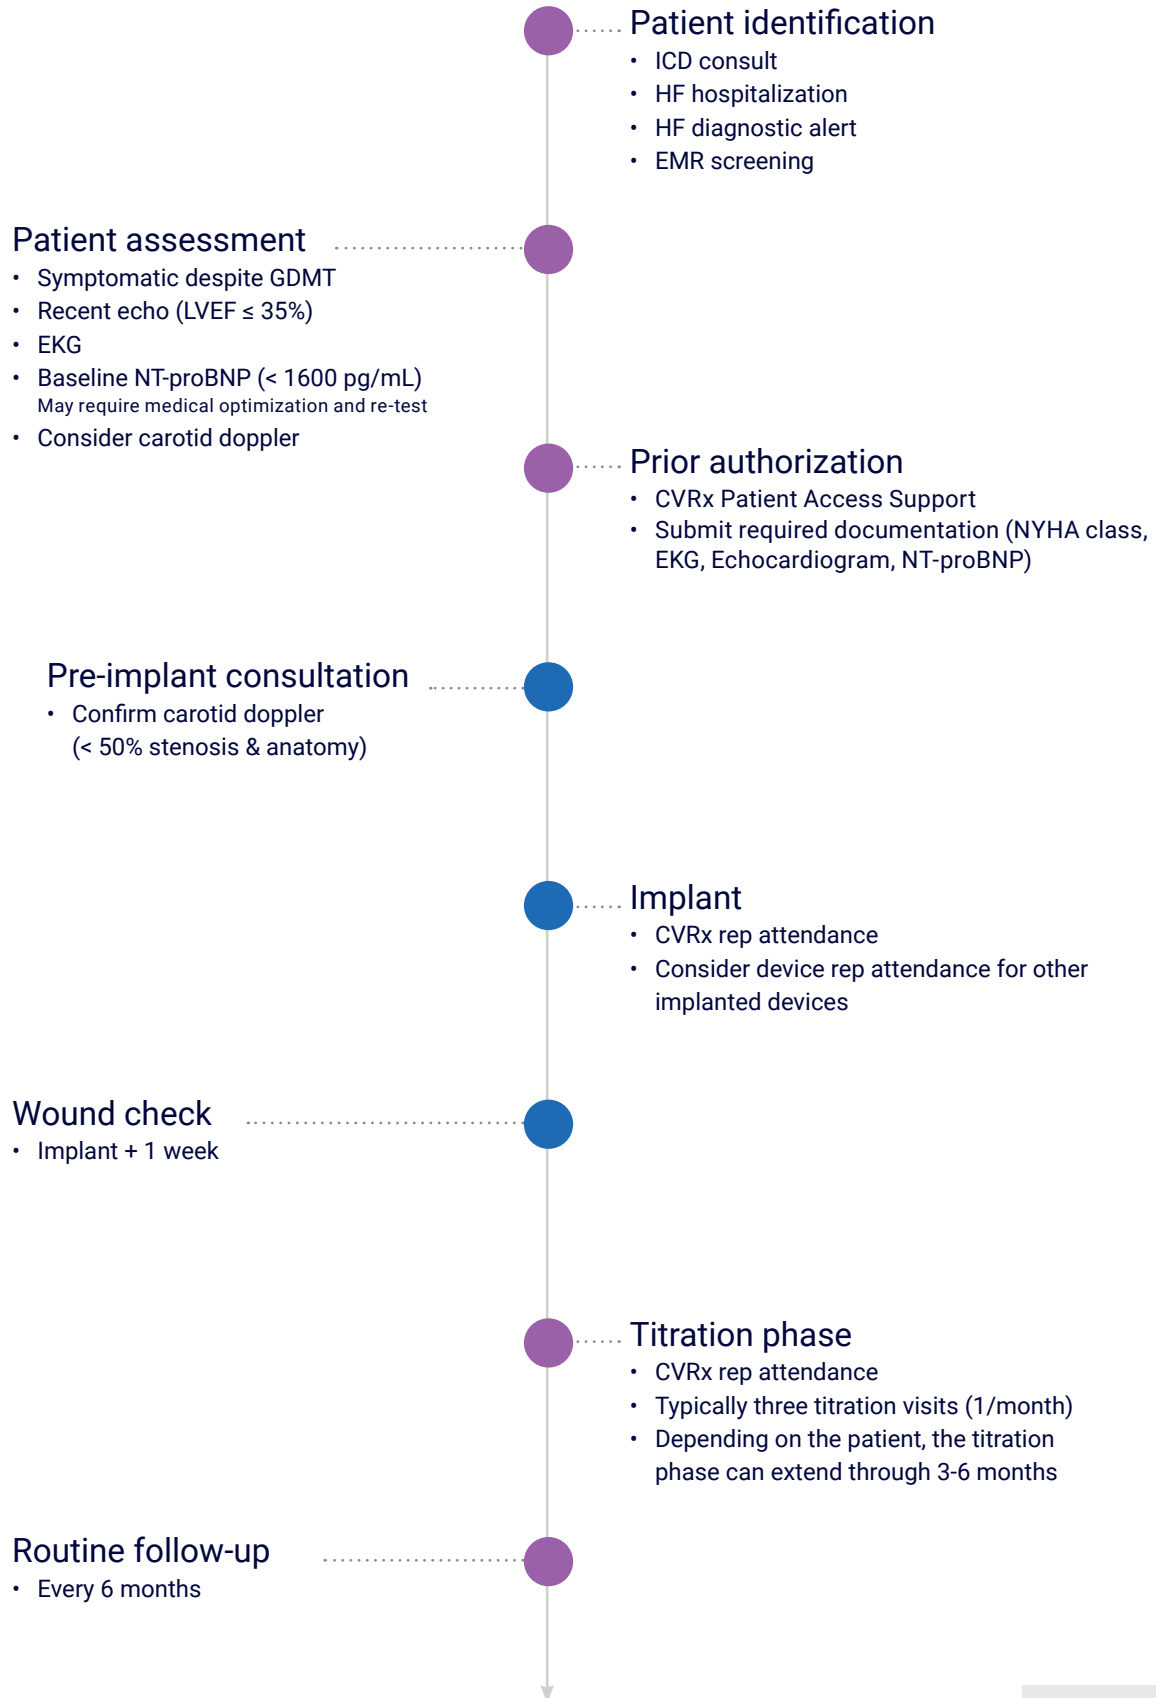 Patient identification
• ICD consult
• HF hospitalization
• HF diagnostic alert
• EMR screening
Patient assessment
• Symptomatic despite GDMT
• Recent echo (LVEF ≤ 35%)
• EKG
• Baseline NT-proBNP (< 1600 pg/mL)
May require medical optimization and re-test
• Consider carotid doppler
Prior authorization
• CVRx Patient Access Support
• Submit required documentation (NYHA class,
EKG, Echocardiogram, NT-proBNP)
Pre-implant consultation
• Confirm carotid doppler
(< 50% stenosis & anatomy)
Implant
• CVRx rep attendance
• Consider device rep attendance for other
implanted devices
Wound check
• Implant + 1 week
Titration phase
• CVRx rep attendance
• Typically three titration visits (1/month)
• Depending on the patient, the titration
phase can extend through 3-6 months
Routine follow-up
• Every 6 months